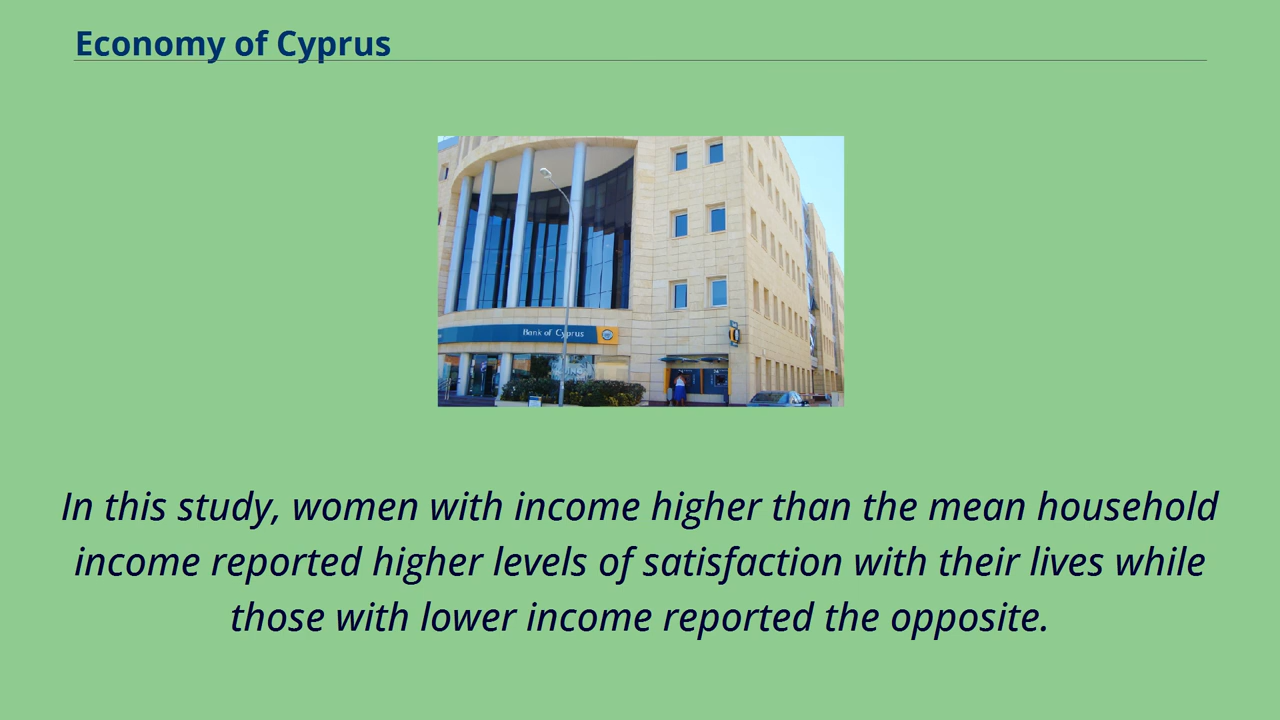 Economy of Cyprus
Bank of Cyprus
In this study, women with income higher than the mean household
income reported higher levels of satisfaction with their lives while
those with lower income reported the opposite.